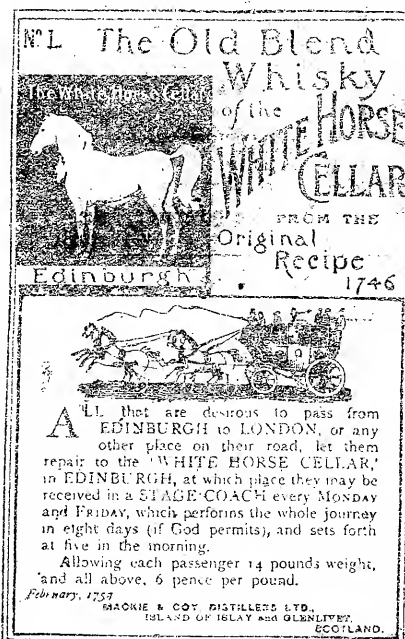 No. L. The Old Blend
Whisky
of the
WHITE HORSE
CELLAR
FROM THE
Original
Recipe
1746
The White Horse Cellar
Edinburgh
ALL that are desirous to pass from
EDINBURGH to LONDON, or any
other place on their road, let them
repair to the 'WHITE HORSE CELLAR,'
in EDINBURGH, at which place they may be
received in a STAGE COACH every MONDAY
and FRIDAY, which performs the whole journey
in eight days (if God permits), and sets forth
at five in the morning.
Allowing each passenger 14 pounds weight,
and all above, 6 pence per pound.
February, 1754
MACKIE & COY. DISTILLERS LTD.,
ISLAND OF ISLAY and GLENLIVET,
SCOTLAND.